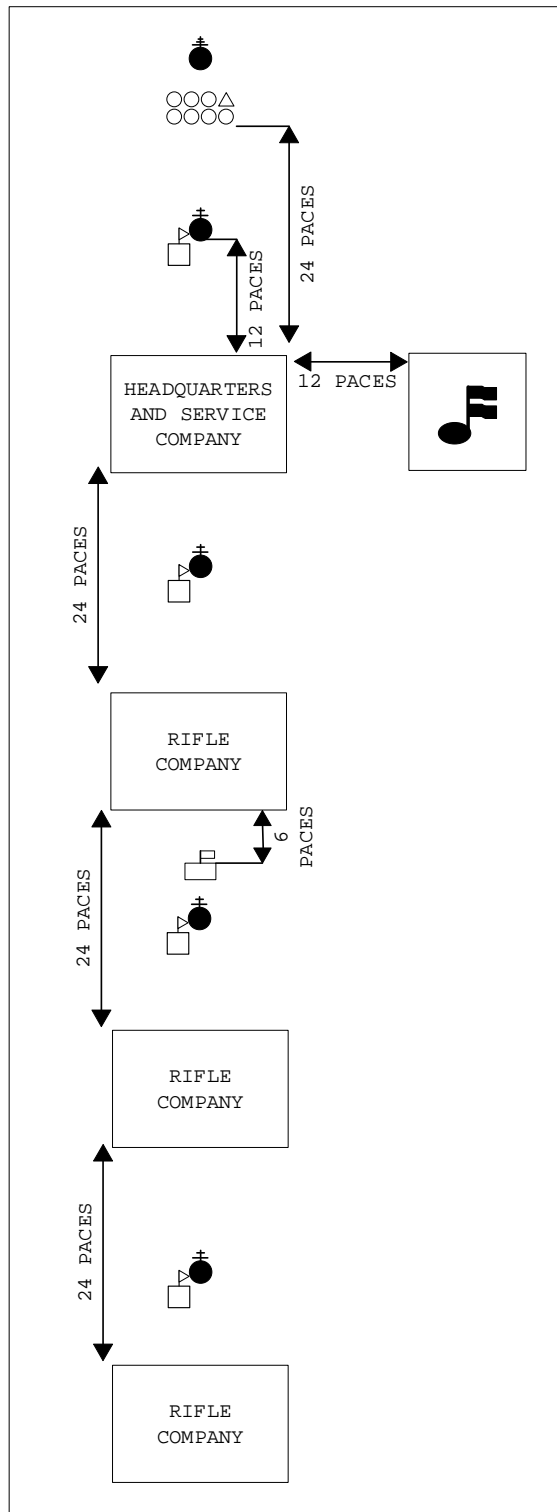 24 PACES
12 PACES
12 PACES
HEADQUARTERS
AND SERVICE
COMPANY
24 PACES
RIFLE
COMPANY
6
PACES
24 PACES
RIFLE
COMPANY
24 PACES
RIFLE
COMPANY